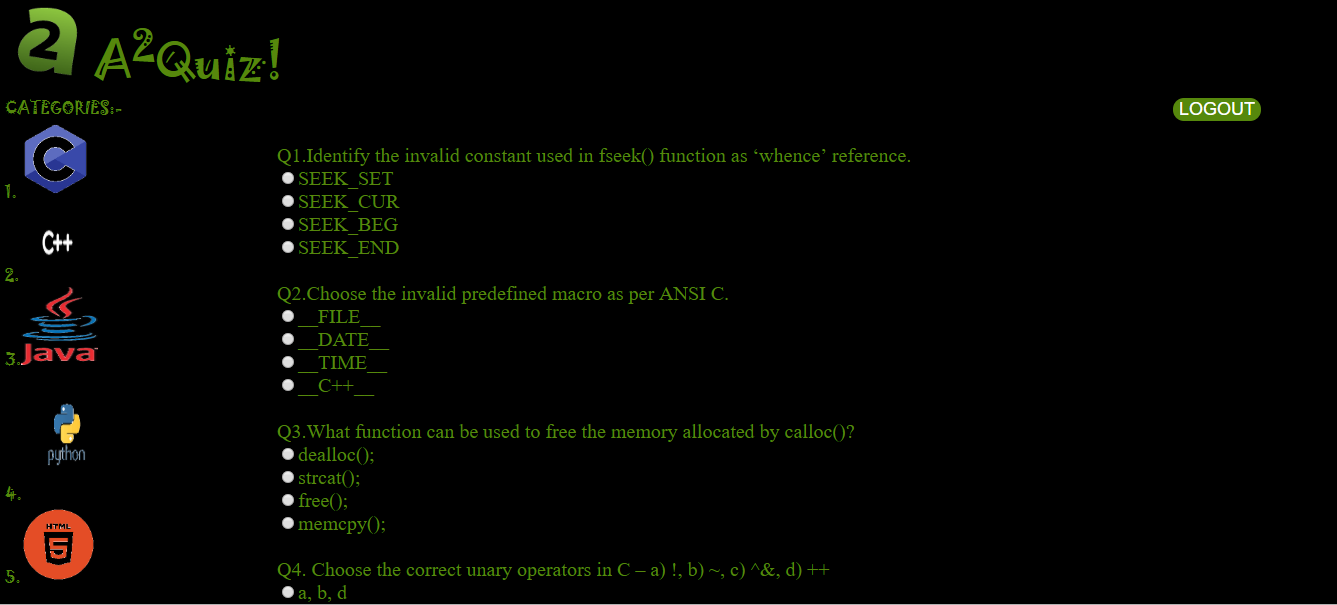 a2
A²Quiz!
CATEGORIES:-
LOGOUT
1.
C
2.
C++
3.
Java
4.
python
5.
HTML
5
Q1.Identify the invalid constant used in fseek() function as ‘whence’ reference.
SEEK_SET
SEEK_CUR
SEEK_BEG
SEEK_END
Q2.Choose the invalid predefined macro as per ANSI C.
__FILE__
__DATE__
__TIME__
__C++__
Q3.What function can be used to free the memory allocated by calloc()?
dealloc();
strcat();
free();
memcpy();
Q4. Choose the correct unary operators in C – a) !, b) ~, c) ^&, d) ++
a, b, d